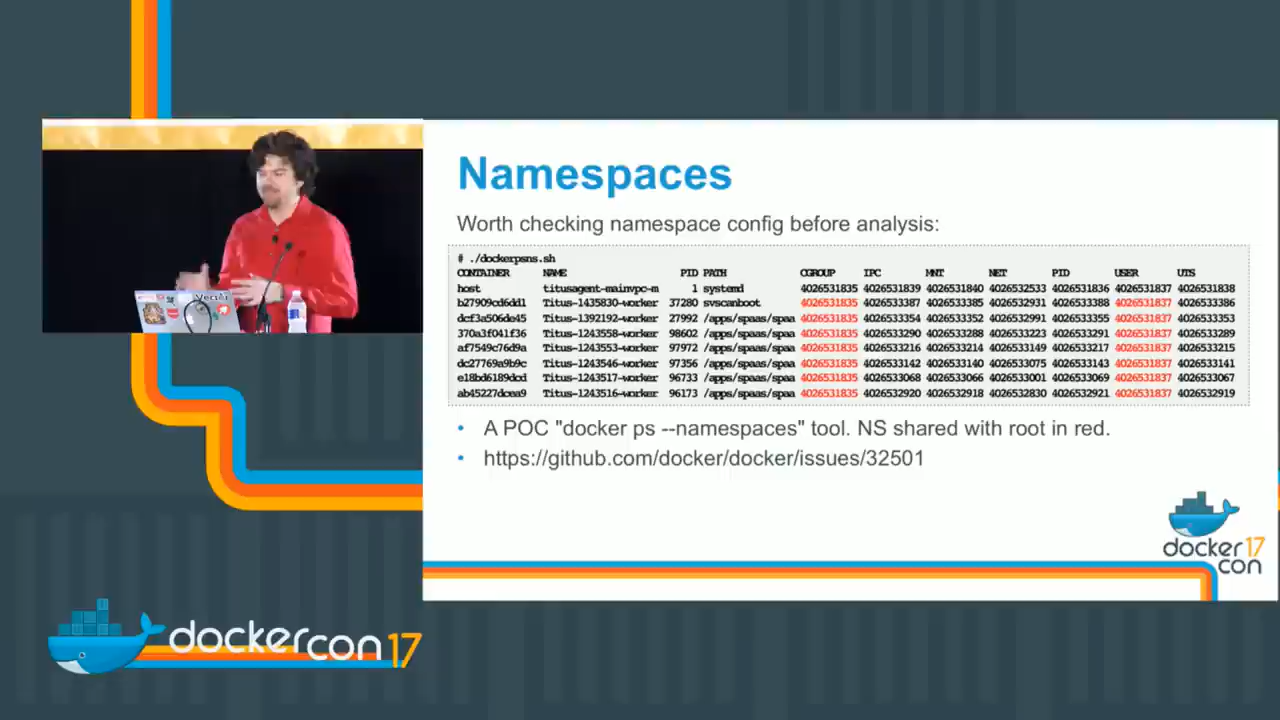 Namespaces
Worth checking namespace config before analysis:
# ./dockerpsns.sh
CONTAINER NAME PID PATH CGROUP IPC MNT NET PID USER UTS
host titusagent-mainvpc-m 1 systemd 4026531835 4026531839 4026531840 4026532533 4026531836 4026531837 4026531838
b27909cd6dd1 Titus-1435830-worker 37280 svscanboot 4026531835 4026533387 4026533385 4026532931 4026533388 4026531837 4026533386
dcf3a506de45 Titus-1392192-worker 27992 /apps/spaas/spaa 4026531835 4026533354 4026533352 4026532991 4026533355 4026531837 4026533353
370a3f041f36 Titus-1243558-worker 98602 /apps/spaas/spaa 4026531835 4026533290 4026533288 4026533223 4026533291 4026531837 4026533289
af7549c76d9a Titus-1243553-worker 97972 /apps/spaas/spaa 4026531835 4026533216 4026533214 4026533149 4026533217 4026531837 4026533215
dc27769a9b9c Titus-1243546-worker 97356 /apps/spaas/spaa 4026531835 4026533142 4026533140 4026533075 4026533143 4026531837 4026533141
e18bd6189dcd Titus-1243517-worker 96733 /apps/spaas/spaa 4026531835 4026533068 4026533066 4026533001 4026533069 4026531837 4026533067
ab45227dcea9 Titus-1243516-worker 96173 /apps/spaas/spaa 4026531835 4026532920 4026532918 4026532830 4026532921 4026531837 4026532919
• A POC "docker ps --namespaces" tool. NS shared with root in red.
• https://github.com/docker/docker/issues/32501
docker 17
con
dockercon 17